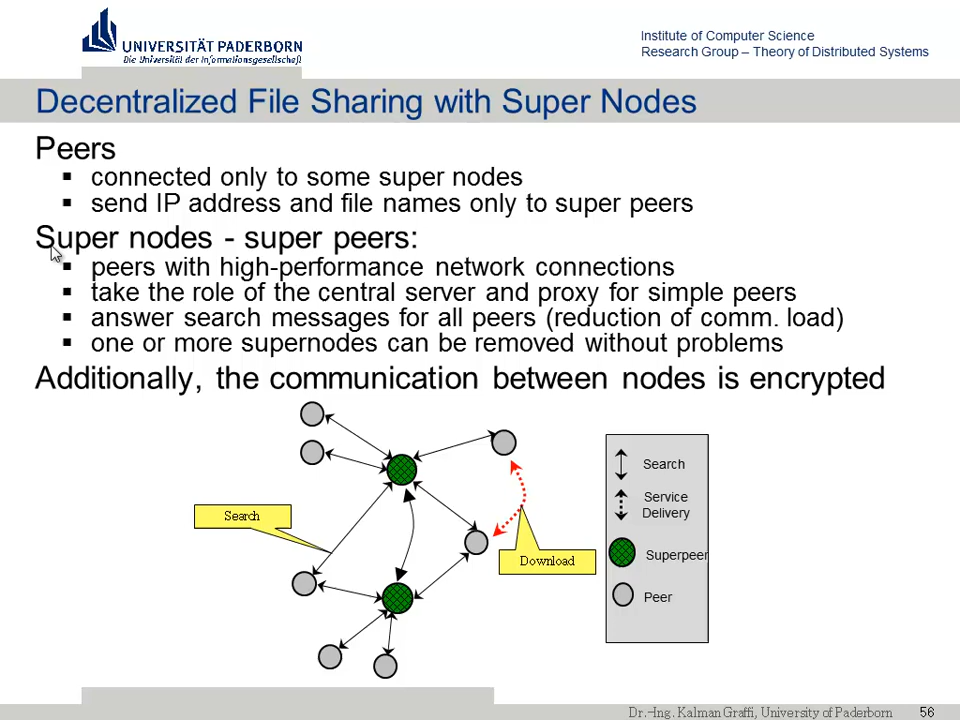 UNIVERSITÄT PADERBORN
Die Universität der Informationsgesellschaft
Institute of Computer Science
Research Group – Theory of Distributed Systems
Decentralized File Sharing with Super Nodes
Peers
▪ connected only to some super nodes
▪ send IP address and file names only to super peers
Super nodes - super peers:
▪ peers with high-performance network connections
▪ take the role of the central server and proxy for simple peers
▪ answer search messages for all peers (reduction of comm. load)
▪ one or more supernodes can be removed without problems
Additionally, the communication between nodes is encrypted
Search
Download
Search
Service
Delivery
Superpeer
Peer
Dr.-Ing. Kalman Graffi, University of Paderborn
56